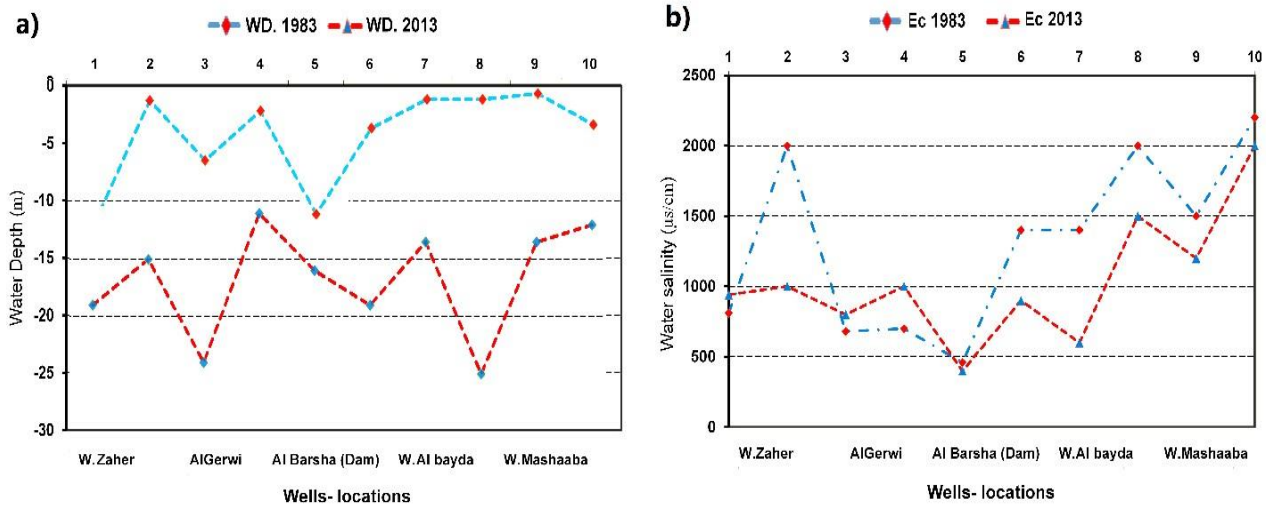 a)
WD. 1983 WD. 2013
1 2 3 4 5 6 7 8 9 10
-5
-10
-15
-20
-25
-30
Water Depth (m)
W.Zaher AlGerwi Al Barsha (Dam) W.Al bayda W.Mashaaba
Wells- locations
b)
Ec 1983 Ec 2013
1 2 3 4 5 6 7 8 9 10
2500
2000
1500
1000
500
0
Water salinity (µs/cm)
W.Zaher AlGerwi Al Barsha (Dam) W.Al bayda W.Mashaaba
Wells- locations